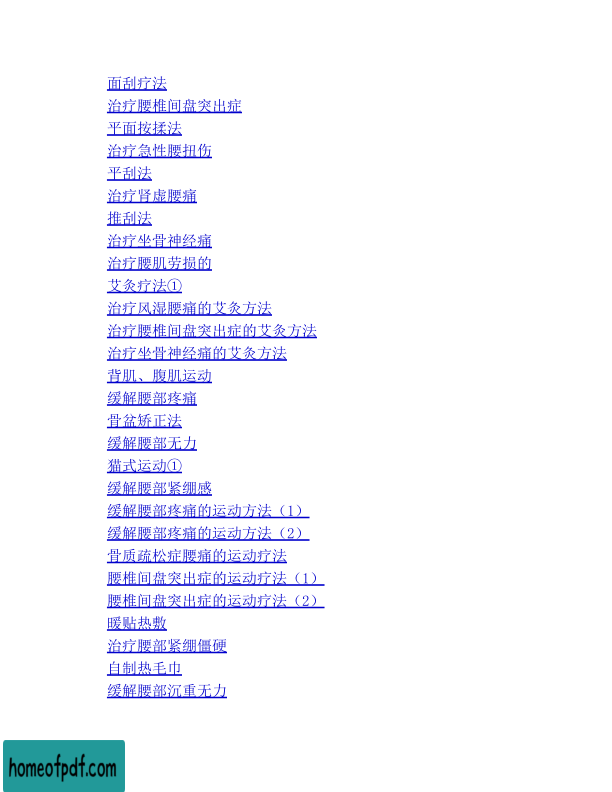 面刮疗法
治疗腰椎间盘突出症
平面按揉法
治疗急性腰扭伤
平刮法
治疗肾虚腰痛
推刮法
治疗坐骨神经痛
治疗腰肌劳损的
艾灸疗法①
治疗风湿腰痛的艾灸方法
治疗腰椎间盘突出症的艾灸方法
治疗坐骨神经痛的艾灸方法
背肌、腹肌运动
缓解腰部疼痛
骨盆矫正法
缓解腰部无力
猫式运动①
缓解腰部紧绷感
缓解腰部疼痛的运动方法（1）
缓解腰部疼痛的运动方法（2）
骨质疏松症腰痛的运动疗法
腰椎间盘突出症的运动疗法（1）
腰椎间盘突出症的运动疗法（2）
暖贴热敷
治疗腰部紧绷僵硬
自制热毛巾
缓解腰部沉重无力
homeofpdf.com